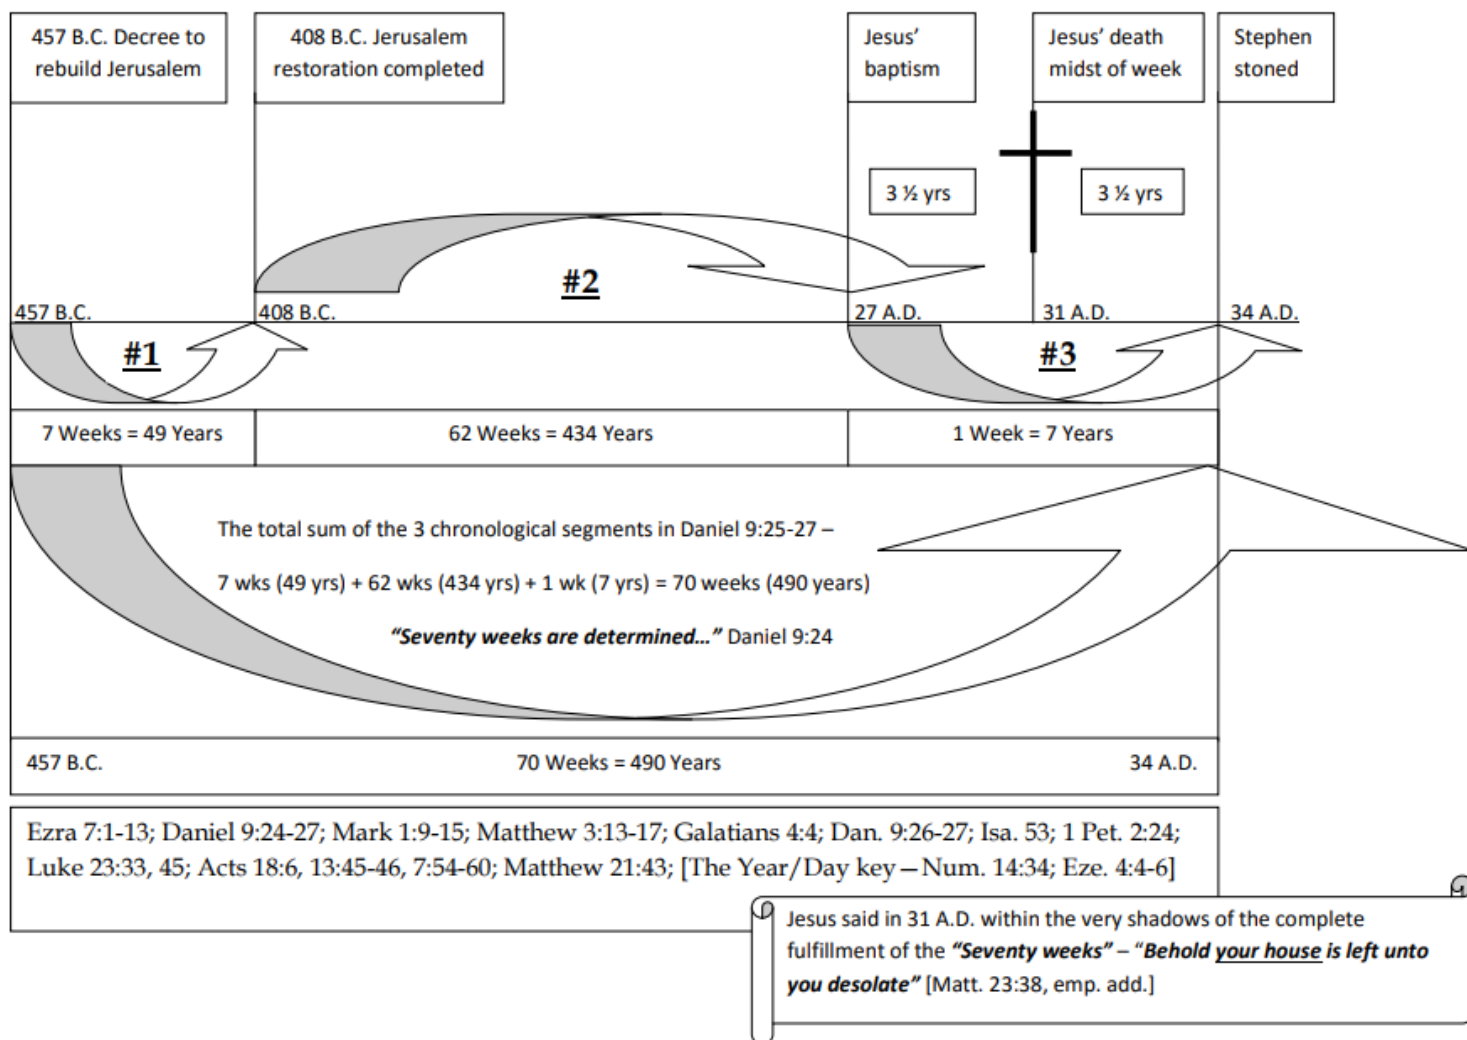 457 B.C. Decree to
rebuild Jerusalem
408 B.C. Jerusalem
restoration completed
Jesus’
baptism
Jesus’ death
midst of week
Stephen
stoned
3 ½ yrs
3 ½ yrs
#2
457 B.C.
408 B.C.
27 A.D.
31 A.D.
34 A.D.
#1
#3
7 Weeks = 49 Years
62 Weeks = 434 Years
1 Week = 7 Years
The total sum of the 3 chronological segments in Daniel 9:25-27 –
7 wks (49 yrs) + 62 wks (434 yrs) + 1 wk (7 yrs) = 70 weeks (490 years)
“Seventy weeks are determined…” Daniel 9:24
457 B.C.
70 Weeks = 490 Years
34 A.D.
Ezra 7:1-13; Daniel 9:24-27; Mark 1:9-15; Matthew 3:13-17; Galatians 4:4; Dan. 9:26-27; Isa. 53; 1 Pet. 2:24;
Luke 23:33, 45; Acts 18:6, 13:45-46, 7:54-60; Matthew 21:43; [The Year/Day key – Num. 14:34; Eze. 4:4-6]
Jesus said in 31 A.D. within the very shadows of the complete
fulfillment of the “Seventy weeks” – “Behold your house is left unto
you desolate” [Matt. 23:38, emp. add.]